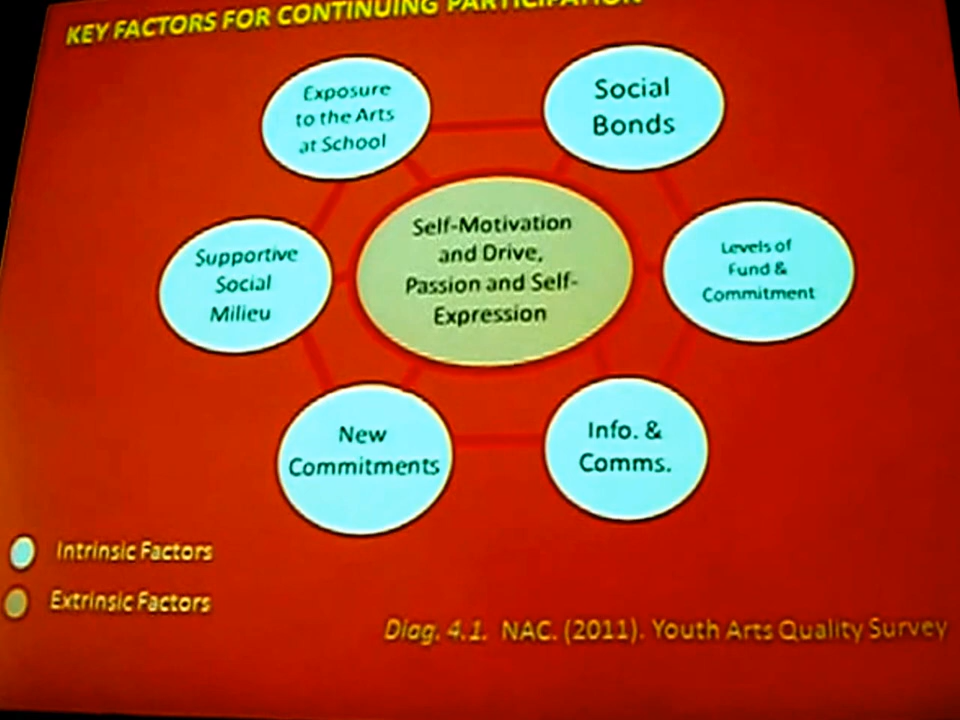 KEY FACTORS FOR CONTINUING PARTICIPATION
Exposure
to the Arts
at School
Social
Bonds
Supportive
Social
Milieu
Self-Motivation
and Drive,
Passion and Self-
Expression
Levels of
Fund &
Commitment
New
Commitments
Info. &
Comms.
Intrinsic Factors
Extrinsic Factors
Diag. 4.1. NAC. (2011). Youth Arts Quality Survey